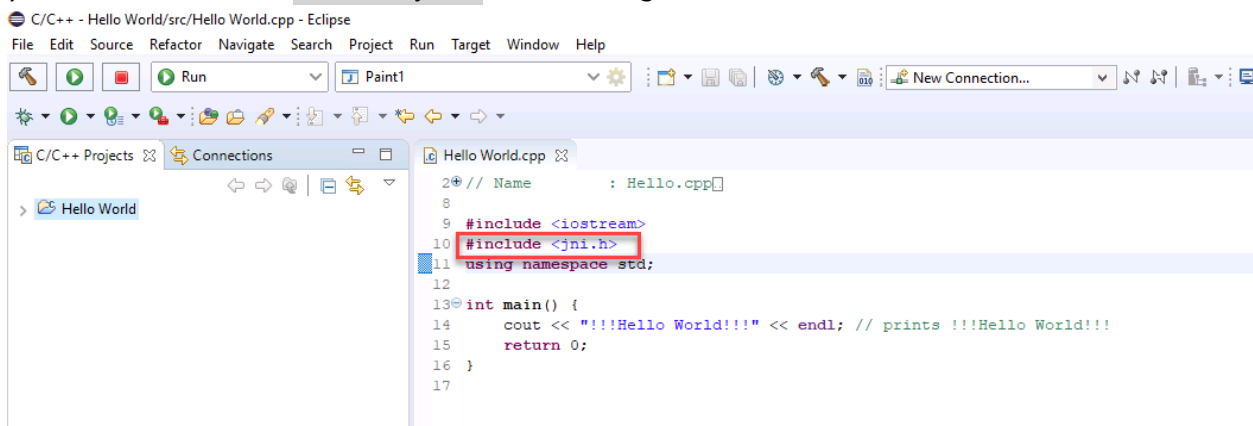 C/C++ - Hello World/src/Hello World.cpp - Eclipse
File Edit Source Refactor Navigate Search Project Run Target Window Help
Run Paint1 New Connection...
C/C++ Projects Connections
Hello World
Hello World.cpp
2 // Name : Hello.cpp
8
9 #include <iostream>
10 #include <jni.h>
11 using namespace std;
12
13 int main() {
14 cout << "!!!Hello World!!!" << endl; // prints !!!Hello World!!!
15 return 0;
16 }
17